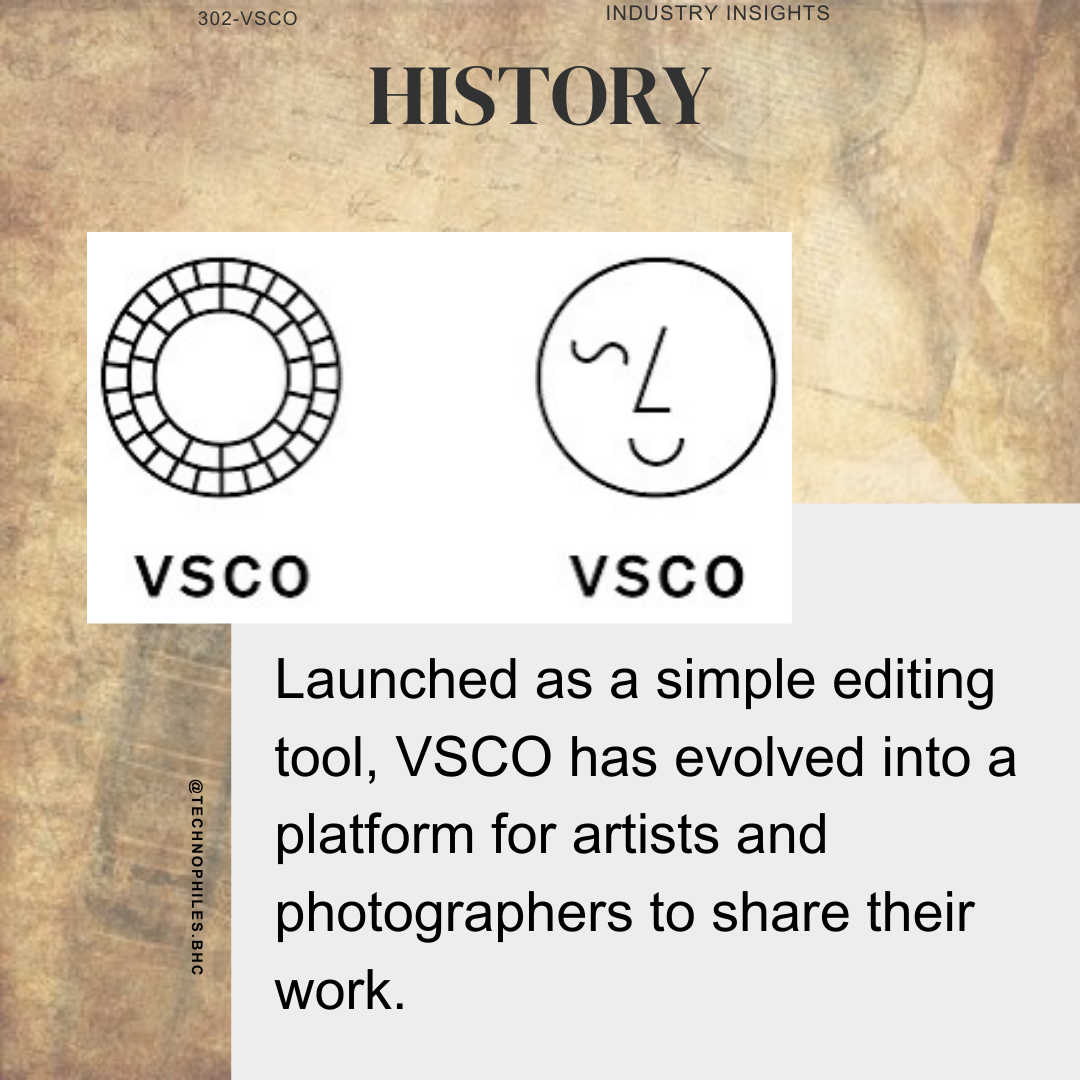 302-VSCO
INDUSTRY INSIGHTS
HISTORY
VSCO
VSCO
Launched as a simple editing
tool, VSCO has evolved into a
platform for artists and
photographers to share their
work.
@TECHNOPHILES.BHC